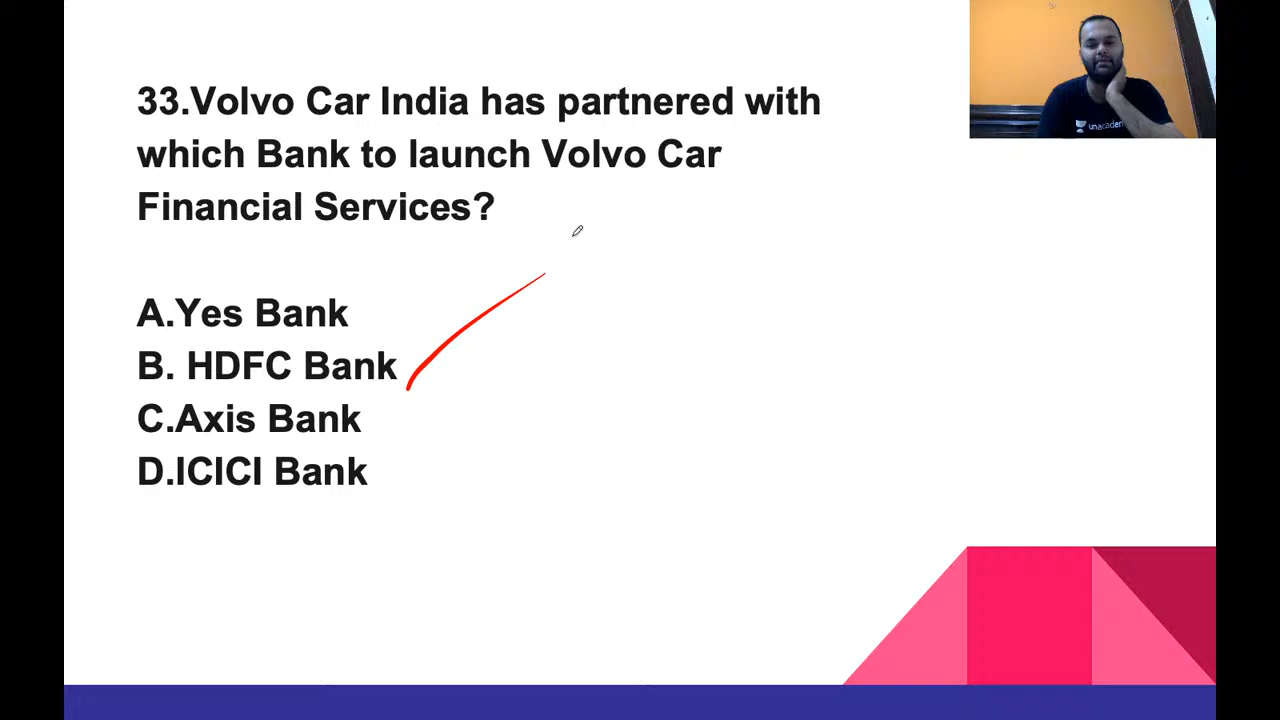 33.Volvo Car India has partnered with
which Bank to launch Volvo Car
Financial Services?
A.Yes Bank
B. HDFC Bank
C.Axis Bank
D.ICICI Bank
unacadem